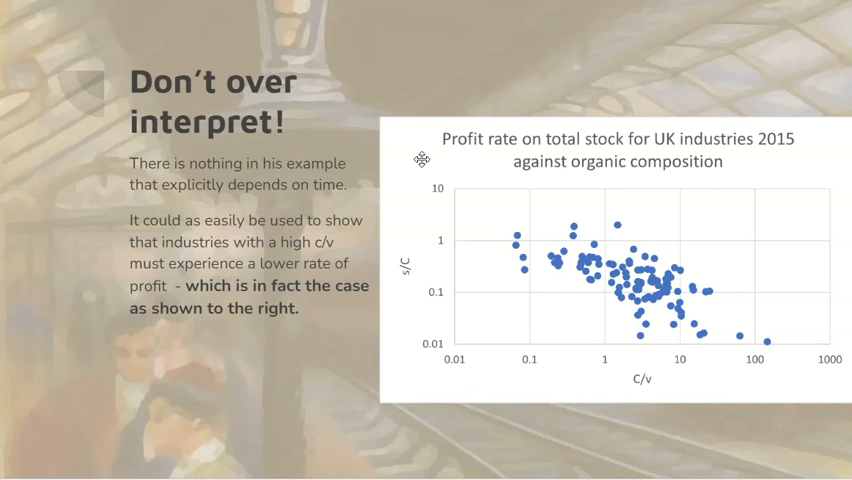 Don’t over
interpret!
There is nothing in his example
that explicitly depends on time.
It could as easily be used to show
that industries with a high c/v
must experience a lower rate of
profit - which is in fact the case
as shown to the right.
Profit rate on total stock for UK industries 2015
against organic composition
10
1
0.1
0.01
s/C
0.01 0.1 1 10 100 1000
C/v